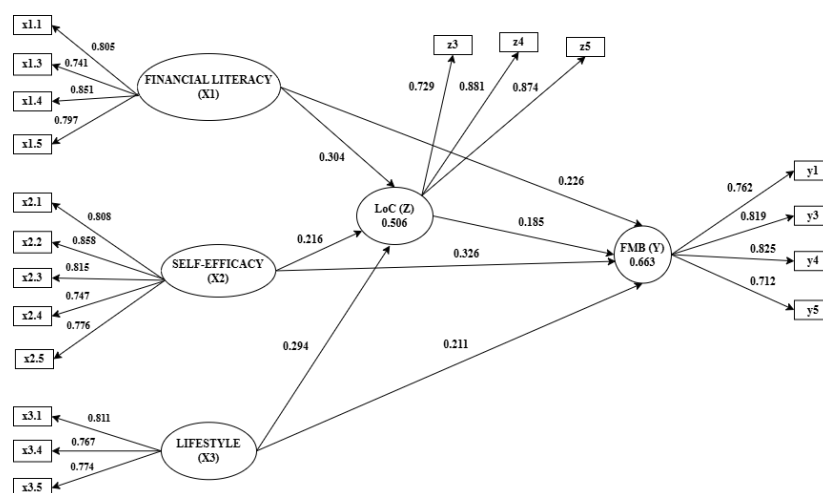 x1.1
0.805
x1.3
0.741
x1.4
0.851
x1.5
0.797
FINANCIAL LITERACY
(X1)
z3
z4
z5
0.729
0.881
0.874
0.304
0.226
x2.1
0.808
x2.2
0.858
x2.3
0.815
x2.4
0.747
x2.5
0.776
SELF-EFFICACY
(X2)
0.216
LoC (Z)
0.506
0.185
0.326
FMB (Y)
0.663
y1
0.762
y3
0.819
y4
0.825
y5
0.712
0.294
0.211
x3.1
0.811
x3.4
0.767
x3.5
0.774
LIFESTYLE
(X3)